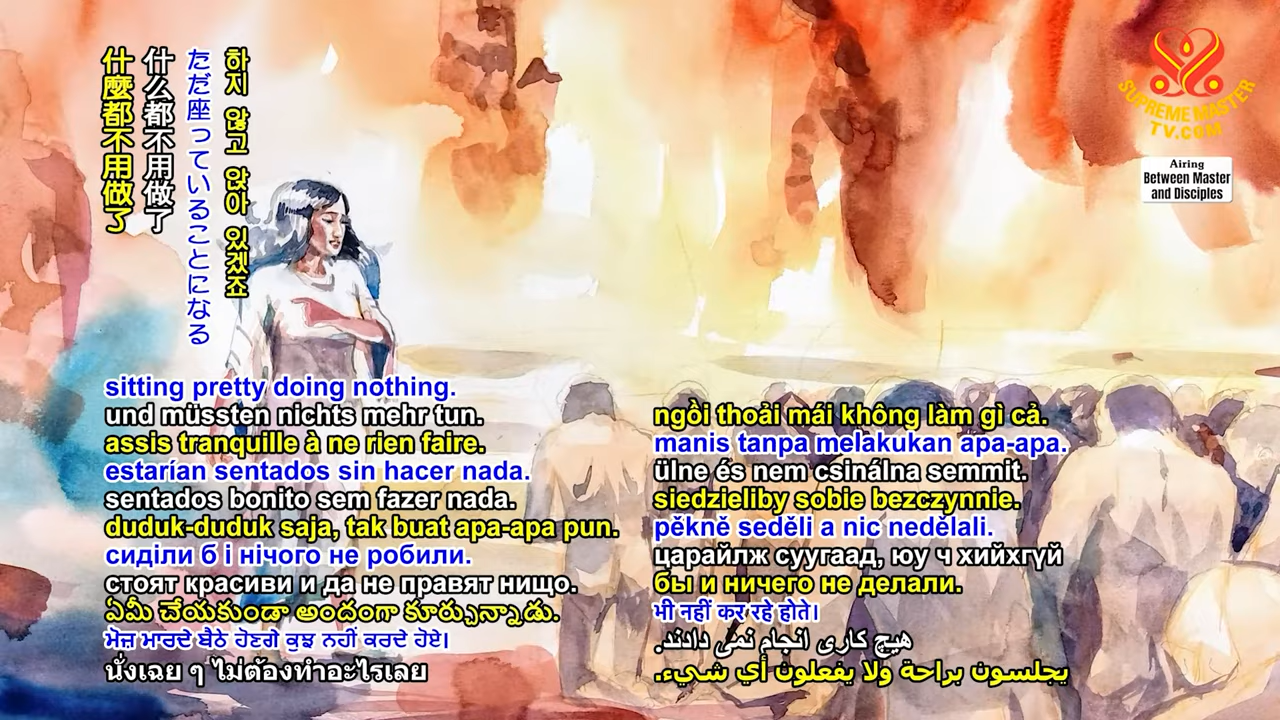 什麼都不用做了
什么都不用做了
ただ座っていることになる
하지 않고 앉아 있겠죠
SUPREME MASTER
TV.COM
Airing
Between Master
and Disciples
sitting pretty doing nothing.
und müssten nichts mehr tun.
assis tranquille à ne rien faire.
estarían sentados sin hacer nada.
sentados bonito sem fazer nada.
duduk-duduk saja, tak buat apa-apa pun.
сиділи б і нічого не робили.
стоят красиви и да не правят нищо.
ఏమీ చేయకుండా అందంగా కూర్చున్నాడు.
ਮੋਜ਼ ਮਾਰਦੇ ਬੈਠੇ ਹੋਣਗੇ ਕੁਝ ਨਹੀਂ ਕਰਦੇ ਹੋਏ।
นั่งเฉย ๆ ไม่ต้องทำอะไรเลย
ngồi thoải mái không làm gì cả.
manis tanpa melakukan apa-apa.
ülne és nem csinálna semmit.
siedzieliby sobie bezczynnie.
pěkně seděli a nic nedělali.
царайлж суугаад, юу ч хийхгүй
бы и ничего не делали.
भी नहीं कर रहे होते।
هیچ کاری انجام نمی دادند.
يجلسون براحة ولا يفعلون أي شيء.